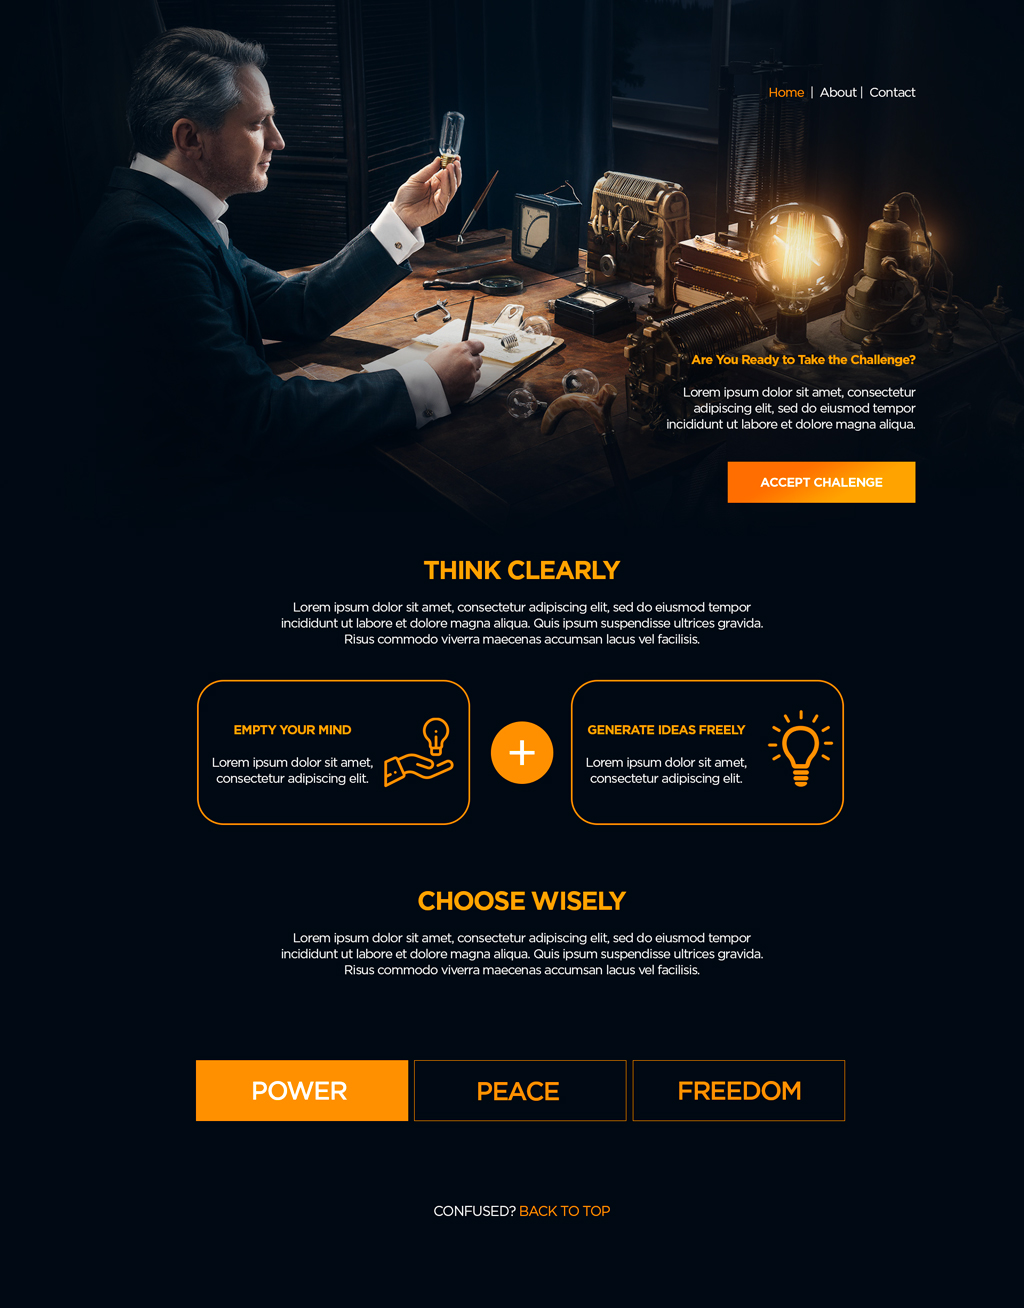 Home | About | Contact
Are You Ready to Take the Challenge?
Lorem ipsum dolor sit amet, consectetur
adipiscing elit, sed do eiusmod tempor
incididunt ut labore et dolore magna aliqua.
ACCEPT CHALENGE
THINK CLEARLY
Lorem ipsum dolor sit amet, consectetur adipiscing elit, sed do eiusmod tempor
incididunt ut labore et dolore magna aliqua. Quis ipsum suspendisse ultrices gravida.
Risus commodo viverra maecenas accumsan lacus vel facilisis.
EMPTY YOUR MIND
Lorem ipsum dolor sit amet,
consectetur adipiscing elit.
+
GENERATE IDEAS FREELY
Lorem ipsum dolor sit amet,
consectetur adipiscing elit.
CHOOSE WISELY
Lorem ipsum dolor sit amet, consectetur adipiscing elit, sed do eiusmod tempor
incididunt ut labore et dolore magna aliqua. Quis ipsum suspendisse ultrices gravida.
Risus commodo viverra maecenas accumsan lacus vel facilisis.
POWER
PEACE
FREEDOM
CONFUSED? BACK TO TOP